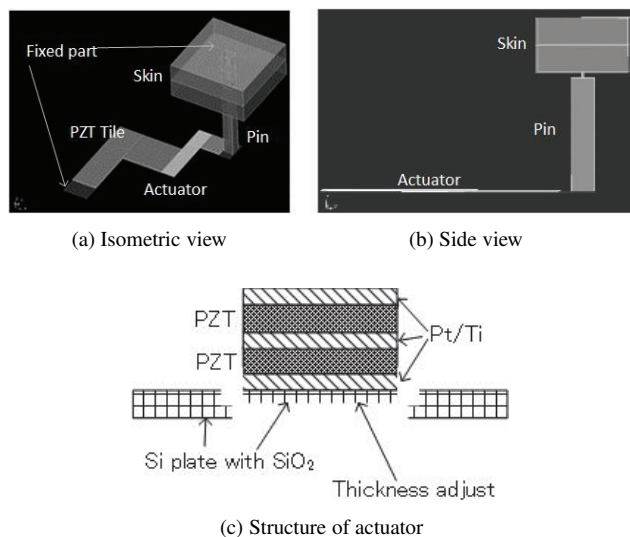 Fixed part
Skin
PZT Tile
Pin
Actuator
(a) Isometric view
Skin
Pin
Actuator
(b) Side view
PZT
PZT
Pt/Ti
Si plate with SiO₂
Thickness adjust
(c) Structure of actuator